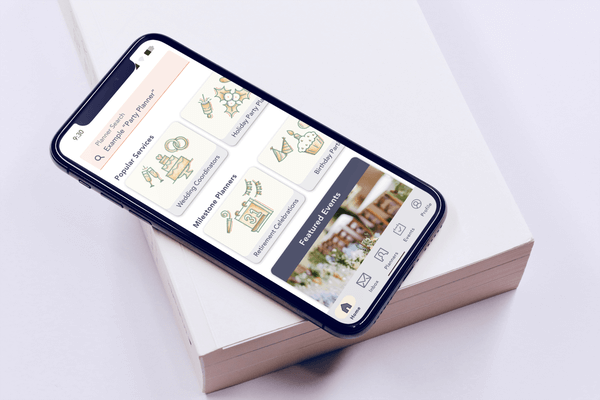 9:30
Planner Search
Example "Party Planner"
Popular Services
Wedding Coordinators
Holiday Party Pla
Milestone Planners
Retirement Celebrations
Birthday Part
Featured Events
Home
Inbox
Planners
Events
Profile